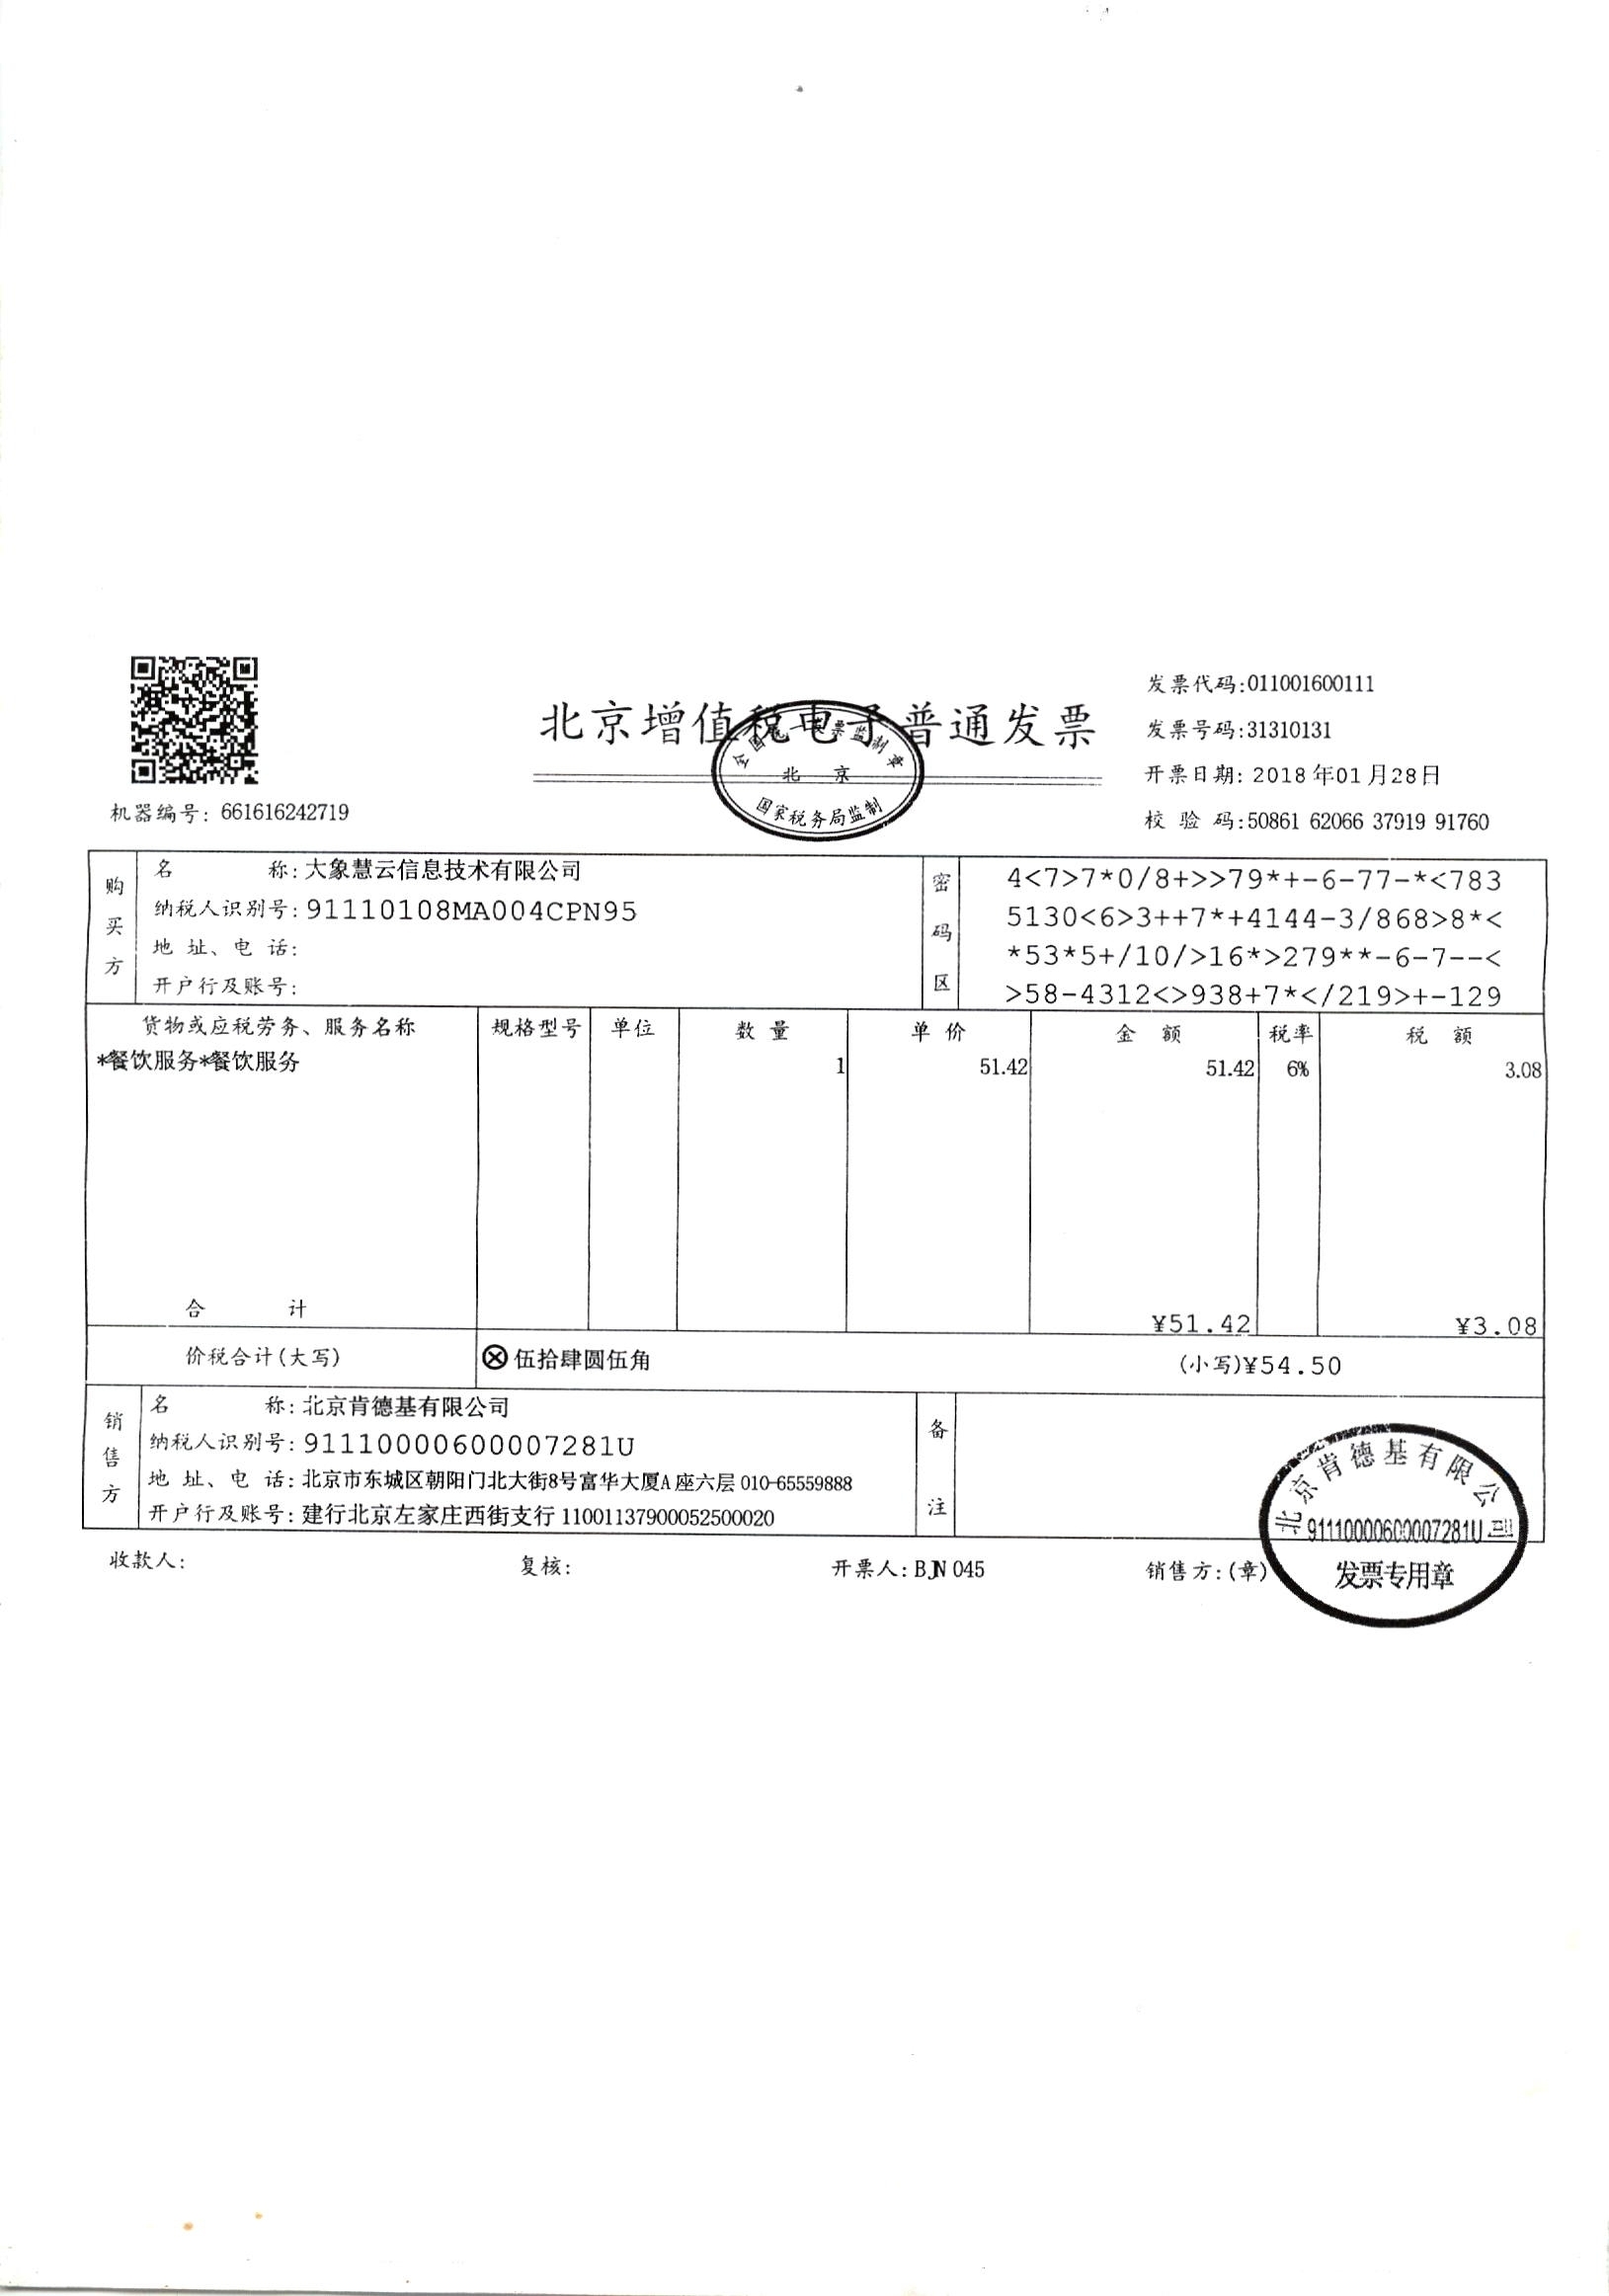 北京增值税电子普通发票
全国 票监制章
北京
国家税务局监制
发票代码:011001600111
发票号码:31310131
开票日期: 2018年01月28日
校验码:50861 62066 37919 91760
机器编号: 661616242719
购买方
名称: 大象慧云信息技术有限公司
纳税人识别号: 91110108MA004CPN95
地址、电话:
开户行及账号:
密码区
4<7>7*0/8+>>79*+-6-77-*<783
5130<6>3++7*+4144-3/868>8*<
*53*5+/10/>16*>279**-6-7--<
>58-4312<>938+7*</219>+-129
货物或应税劳务、服务名称 规格型号 单位 数量 单价 金额 税率 税额
*餐饮服务*餐饮服务 1 51.42 51.42 6% 3.08
合计 ¥51.42 ¥3.08
价税合计(大写) ⊗伍拾肆圆伍角 (小写)¥54.50
销售方
名称: 北京肯德基有限公司
纳税人识别号: 91110000600007281U
地址、电话: 北京市东城区朝阳门北大街8号富华大厦A座六层 010-65559888
开户行及账号: 建行北京左家庄西街支行 11001137900052500020
备注
收款人: 复核: 开票人: BJN045 销售方:(章)
北京肯德基有限公司
91110000600007281U
发票专用章